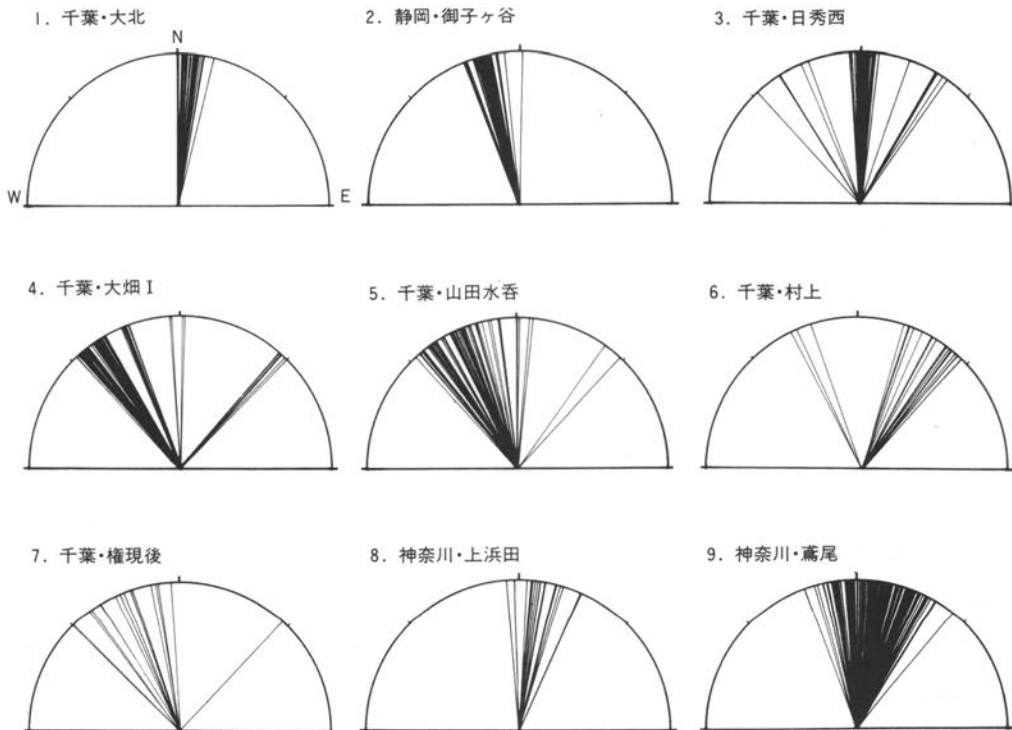 1. 千葉・大北
2. 静岡・御子ヶ谷
3. 千葉・日秀西
N
W
E
4. 千葉・大畑Ⅰ
5. 千葉・山田水呑
6. 千葉・村上
7. 千葉・権現後
8. 神奈川・上浜田
9. 神奈川・鳶尾